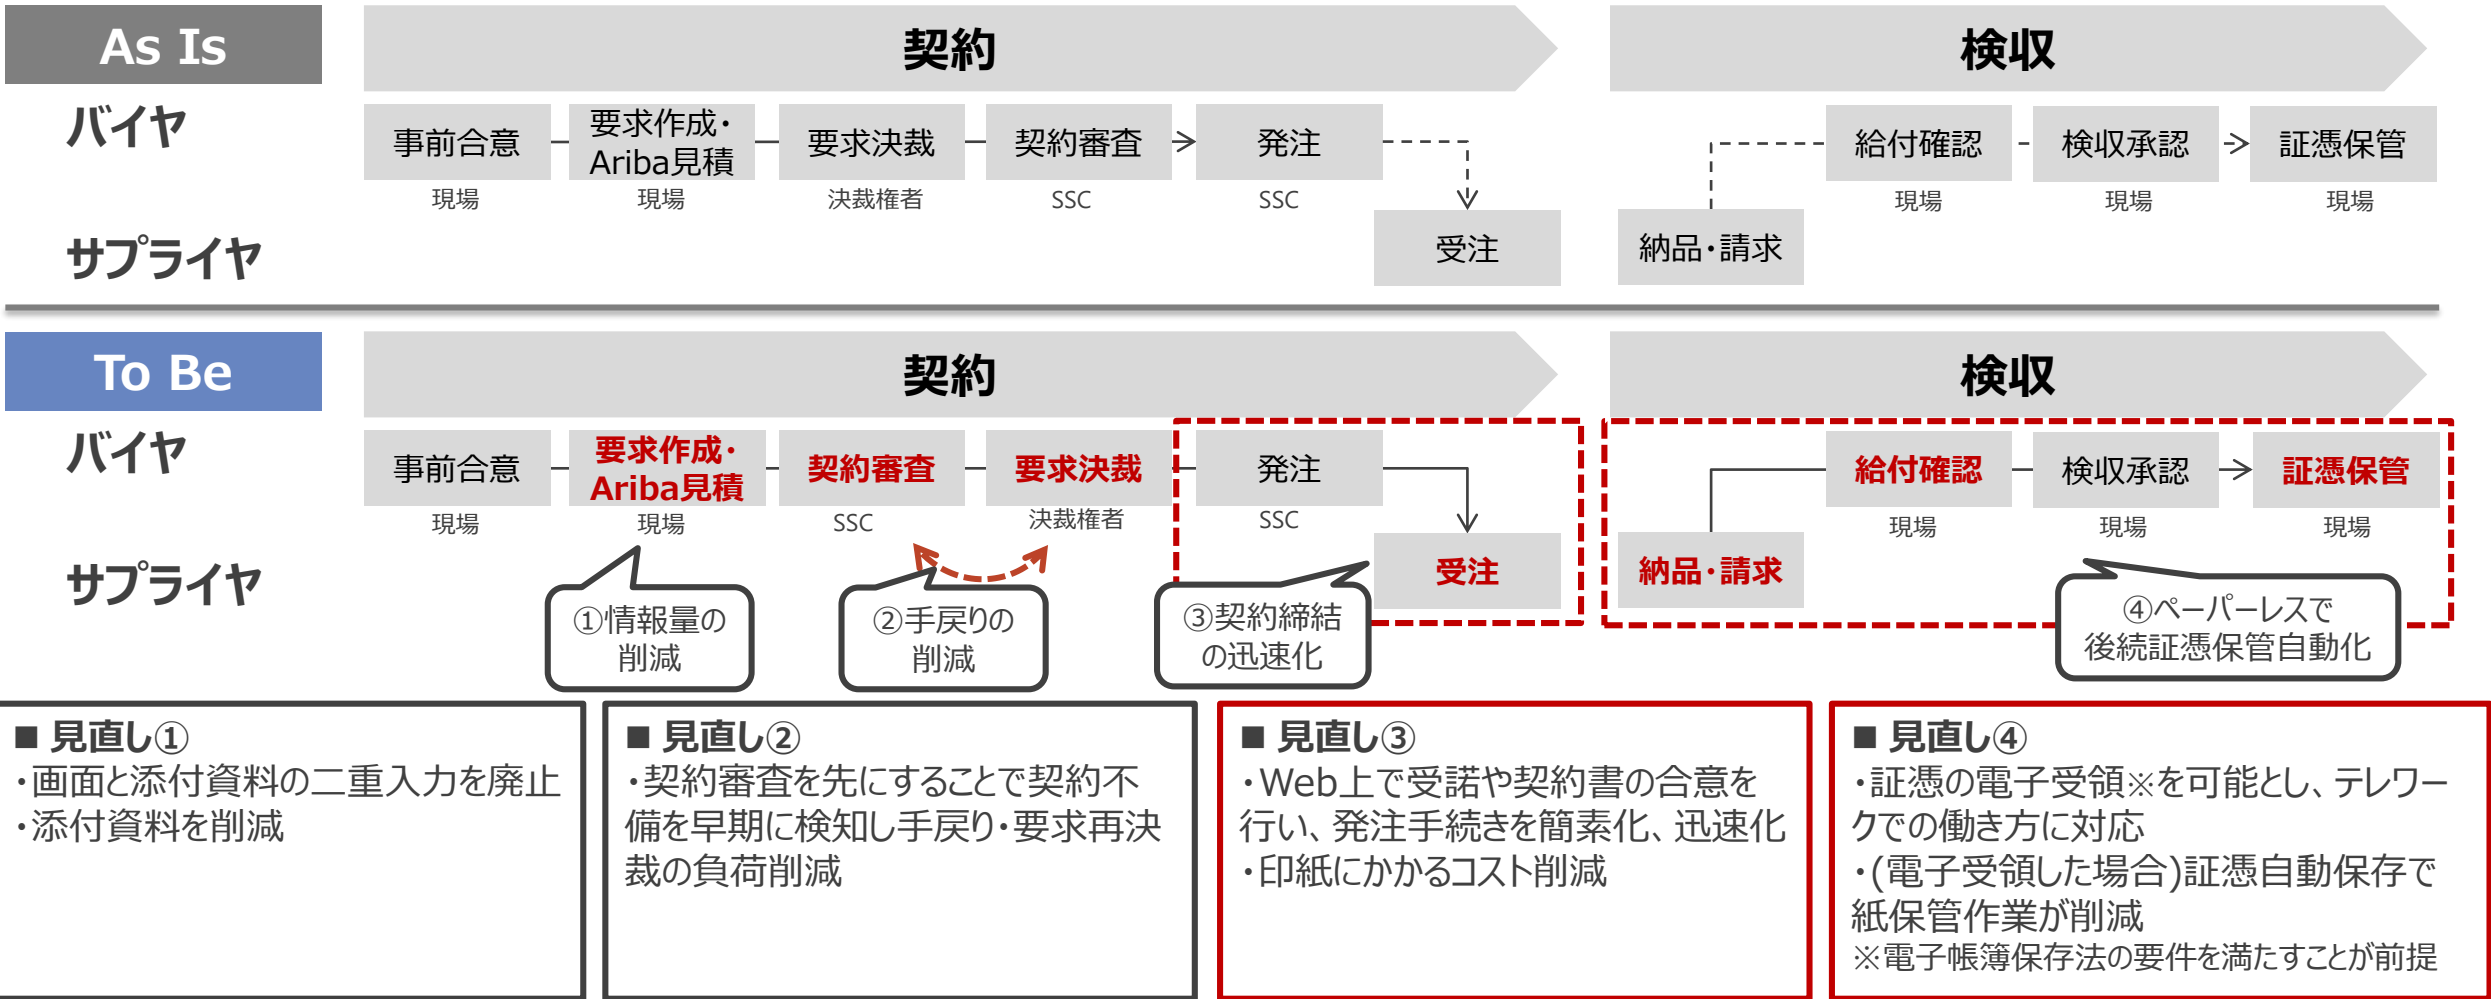 As Is
契約
検収
バイヤ
事前合意
要求作成・
Ariba見積
要求決裁
契約審査
発注
給付確認
検収承認
証憑保管
現場
現場
決裁権者
SSC
SSC
現場
現場
現場
サプライヤ
受注
納品・請求
To Be
契約
検収
バイヤ
事前合意
要求作成・
Ariba見積
契約審査
要求決裁
発注
給付確認
検収承認
証憑保管
現場
現場
SSC
決裁権者
SSC
現場
現場
現場
サプライヤ
受注
納品・請求
①情報量の
削減
②手戻りの
削減
③契約締結
の迅速化
④ペーパーレスで
後続証憑保管自動化
■ 見直し①
・画面と添付資料の二重入力を廃止
・添付資料を削減
■ 見直し②
・契約審査を先にすることで契約不
備を早期に検知し手戻り・要求再決
裁の負荷削減
■ 見直し③
・Web上で受諾や契約書の合意を
行い、発注手続きを簡素化、迅速化
・印紙にかかるコスト削減
■ 見直し④
・証憑の電子受領※を可能とし、テレワー
クでの働き方に対応
・(電子受領した場合)証憑自動保存で
紙保管作業が削減
※電子帳簿保存法の要件を満たすことが前提